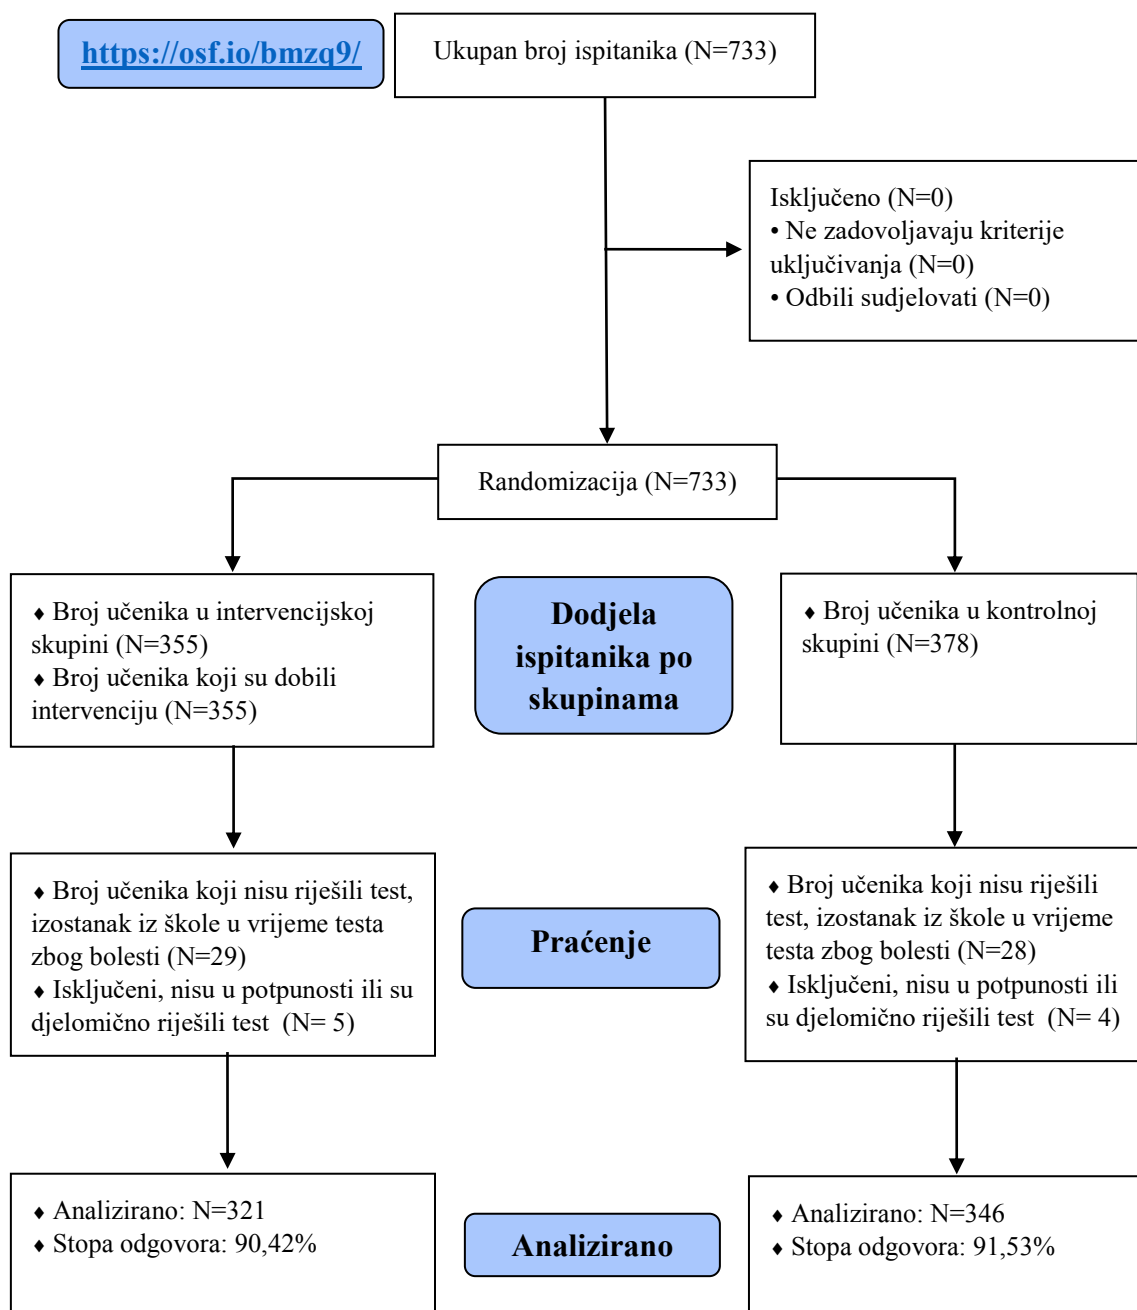 https://osf.io/bmzq9/
Ukupan broj ispitanika (N=733)
Isključeno (N=0)
• Ne zadovoljavaju kriterije
uključivanja (N=0)
• Odbili sudjelovati (N=0)
Randomizacija (N=733)
♦ Broj učenika u intervencijskoj
skupini (N=355)
♦ Broj učenika koji su dobili
intervenciju (N=355)
Dodjela
ispitanika po
skupinama
♦ Broj učenika u kontrolnoj
skupini (N=378)
♦ Broj učenika koji nisu riješili test,
izostanak iz škole u vrijeme testa
zbog bolesti (N=29)
♦ Isključeni, nisu u potpunosti ili su
djelomično riješili test  (N= 5)
Praćenje
♦ Broj učenika koji nisu riješili
test, izostanak iz škole u vrijeme
testa zbog bolesti (N=28)
♦ Isključeni, nisu u potpunosti ili
su djelomično riješili test  (N= 4)
♦ Analizirano: N=321
♦ Stopa odgovora: 90,42%
Analizirano
♦ Analizirano: N=346
♦ Stopa odgovora: 91,53%